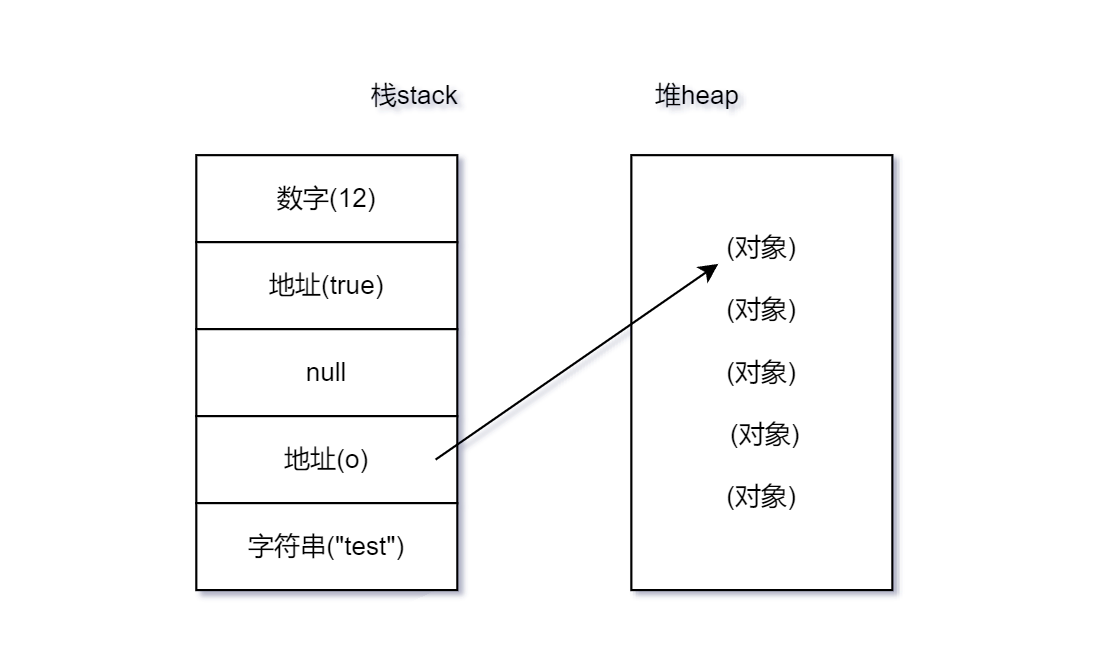 栈stack
堆heap
数字(12)
地址(true)
null
地址(o)
字符串("test")
(对象)
(对象)
(对象)
(对象)
(对象)